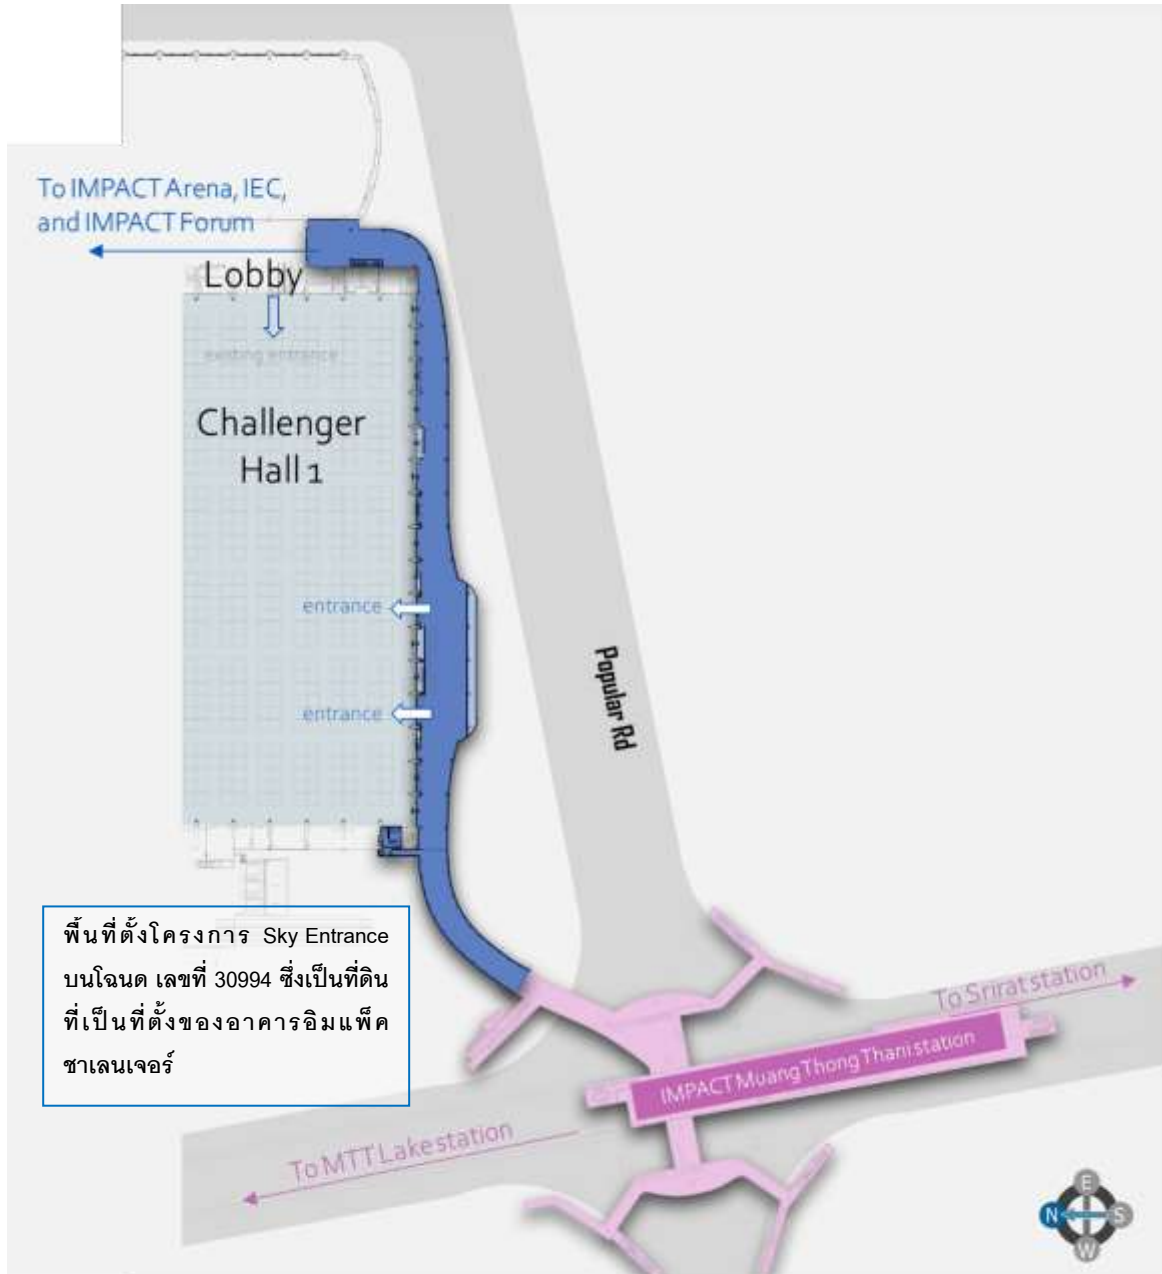 To IMPACT Arena, IEC,
and IMPACT Forum
Lobby
existing entrance
Challenger
Hall 1
entrance
entrance
Popular Rd
พื้นที่ตั้งโครงการ Sky Entrance
บนโฉนด เลขที่ 30994 ซึ่งเป็นที่ดิน
ที่เป็นที่ตั้งของอาคารอิมแพ็ค
ชาเลนเจอร์
To Srirat station
IMPACT Muang Thong Thani station
To MTT Lake station
E
N
S
W